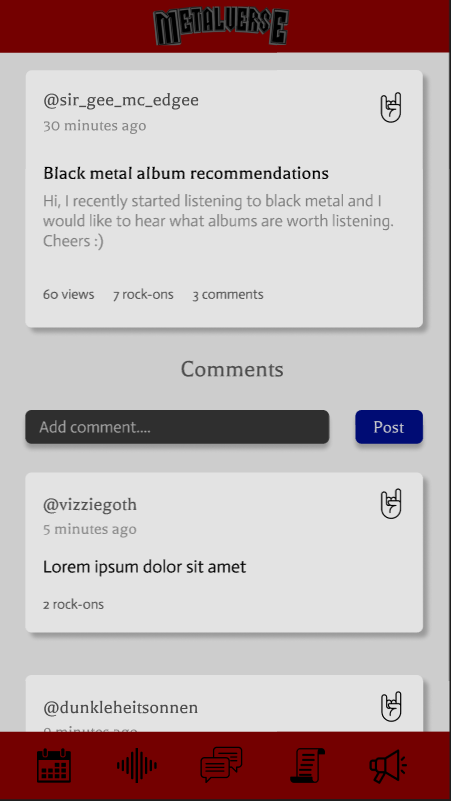 METALVERSE
@sir_gee_mc_edgee
30 minutes ago
Black metal album recommendations
Hi, I recently started listening to black metal and I
would like to hear what albums are worth listening.
Cheers :)
60 views 7 rock-ons 3 comments
Comments
Add comment.... Post
@vizziegoth
5 minutes ago
Lorem ipsum dolor sit amet
2 rock-ons
@dunkleheitsonnen
minutes ago